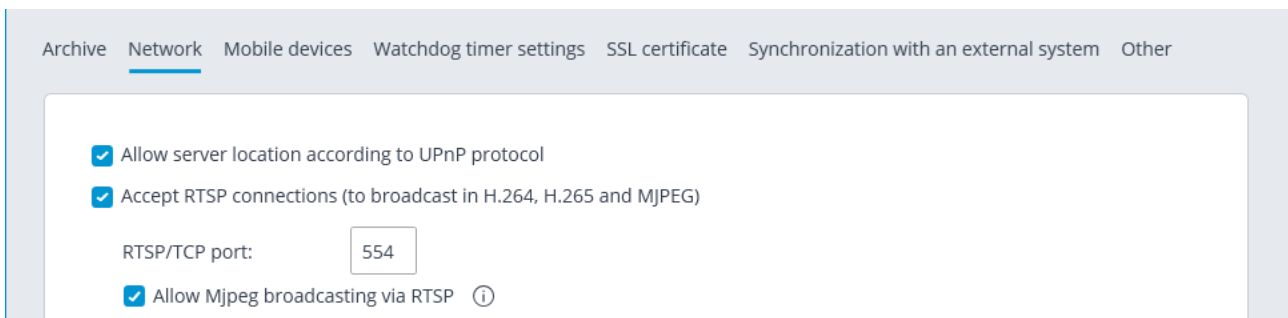 Archive Network Mobile devices Watchdog timer settings SSL certificate Synchronization with an external system Other
Allow server location according to UPnP protocol
Accept RTSP connections (to broadcast in H.264, H.265 and MJPEG)
RTSP/TCP port: 554
Allow Mjpeg broadcasting via RTSP